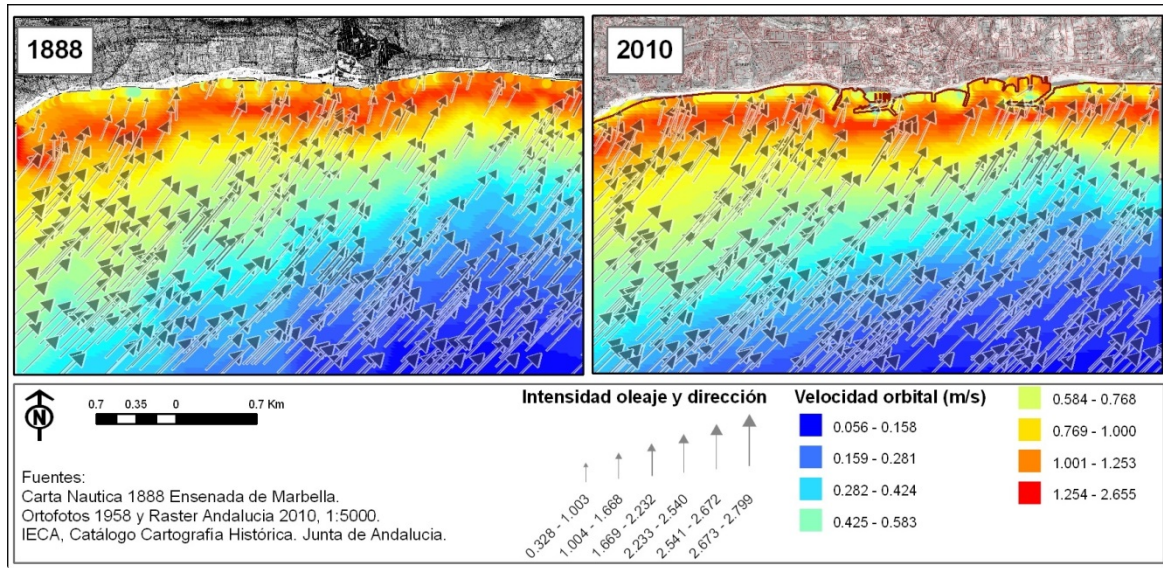 1888
2010
N
0.7 0.35 0 0.7 Km
Fuentes:
Carta Nautica 1888 Ensenada de Marbella.
Ortofotos 1958 y Raster Andalucia 2010, 1:5000.
IECA, Catálogo Cartografía Histórica. Junta de Andalucia.
Intensidad oleaje y dirección
0.328 - 1.003
1.004 - 1.668
1.669 - 2.232
2.233 - 2.540
2.541 - 2.672
2.673 - 2.799
Velocidad orbital (m/s)
0.056 - 0.158
0.159 - 0.281
0.282 - 0.424
0.425 - 0.583
0.584 - 0.768
0.769 - 1.000
1.001 - 1.253
1.254 - 2.655